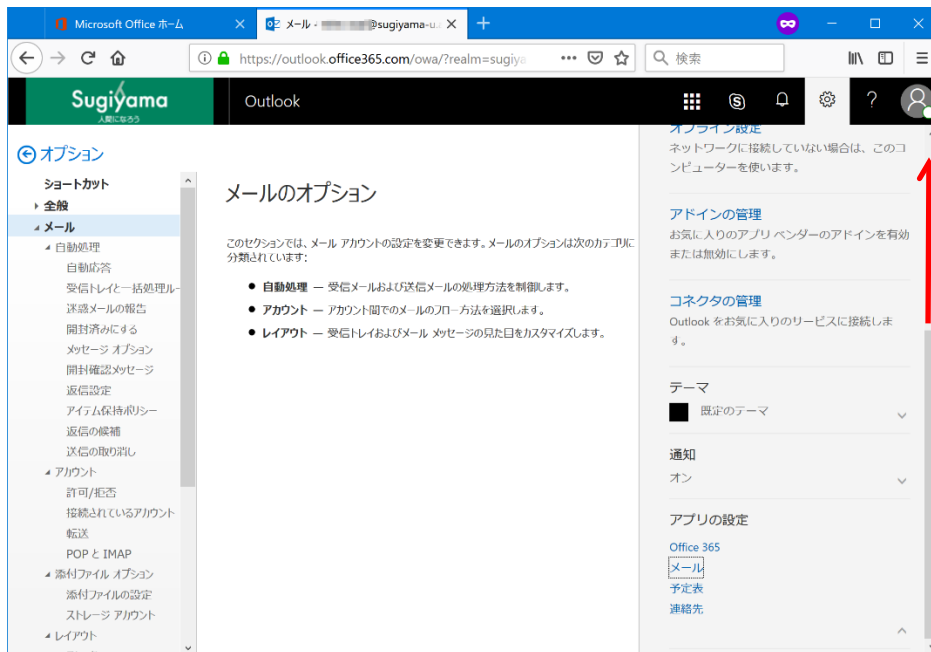 Microsoft Office ホーム
メール - @sugiyama-u.
https://outlook.office365.com/owa/?realm=sugiya
検索
Sugiyama
人間になろう
Outlook
オプション
ショートカット
全般
メール
自動処理
自動応答
受信トレイと一括処理ルー
迷惑メールの報告
開封済みにする
メッセージ オプション
開封確認メッセージ
返信設定
アイテム保持ポリシー
返信の候補
送信の取り消し
アカウント
許可/拒否
接続されているアカウント
転送
POP と IMAP
添付ファイル オプション
添付ファイルの設定
ストレージ アカウント
レイアウト
メールのオプション
このセクションでは、メール アカウントの設定を変更できます。メールのオプションは次のカテゴリに
分類されています:
● 自動処理 — 受信メールおよび送信メールの処理方法を制御します。
● アカウント — アカウント間でのメールのフロー方法を選択します。
● レイアウト — 受信トレイおよびメール メッセージの見た目をカスタマイズします。
オフライン設定
ネットワークに接続していない場合は、このコ
ンピューターを使います。
アドインの管理
お気に入りのアプリ ベンダーのアドインを有効
または無効にします。
コネクタの管理
Outlook をお気に入りのサービスに接続しま
す。
テーマ
既定のテーマ
通知
オン
アプリの設定
Office 365
メール
予定表
連絡先